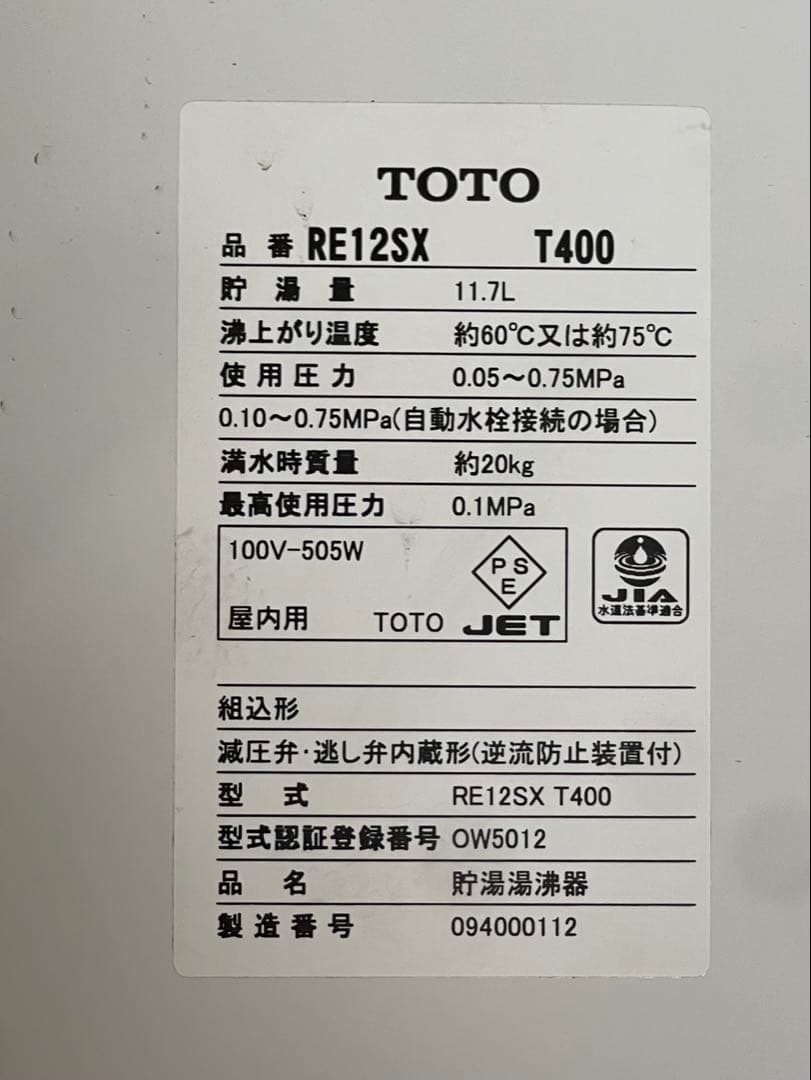 TOTO
品番 RE12SX T400
貯湯量 11.7L
沸上がり温度 約60℃又は約75℃
使用圧力 0.05～0.75MPa
0.10～0.75MPa(自動水栓接続の場合)
満水時質量 約20kg
最高使用圧力 0.1MPa
100V-505W
PSE
屋内用 TOTO JET
JIA
水道法基準適合
組込形
減圧弁･逃し弁内蔵形(逆流防止装置付)
型式 RE12SX T400
型式認証登録番号 OW5012
品名 貯湯湯沸器
製造番号 094000112